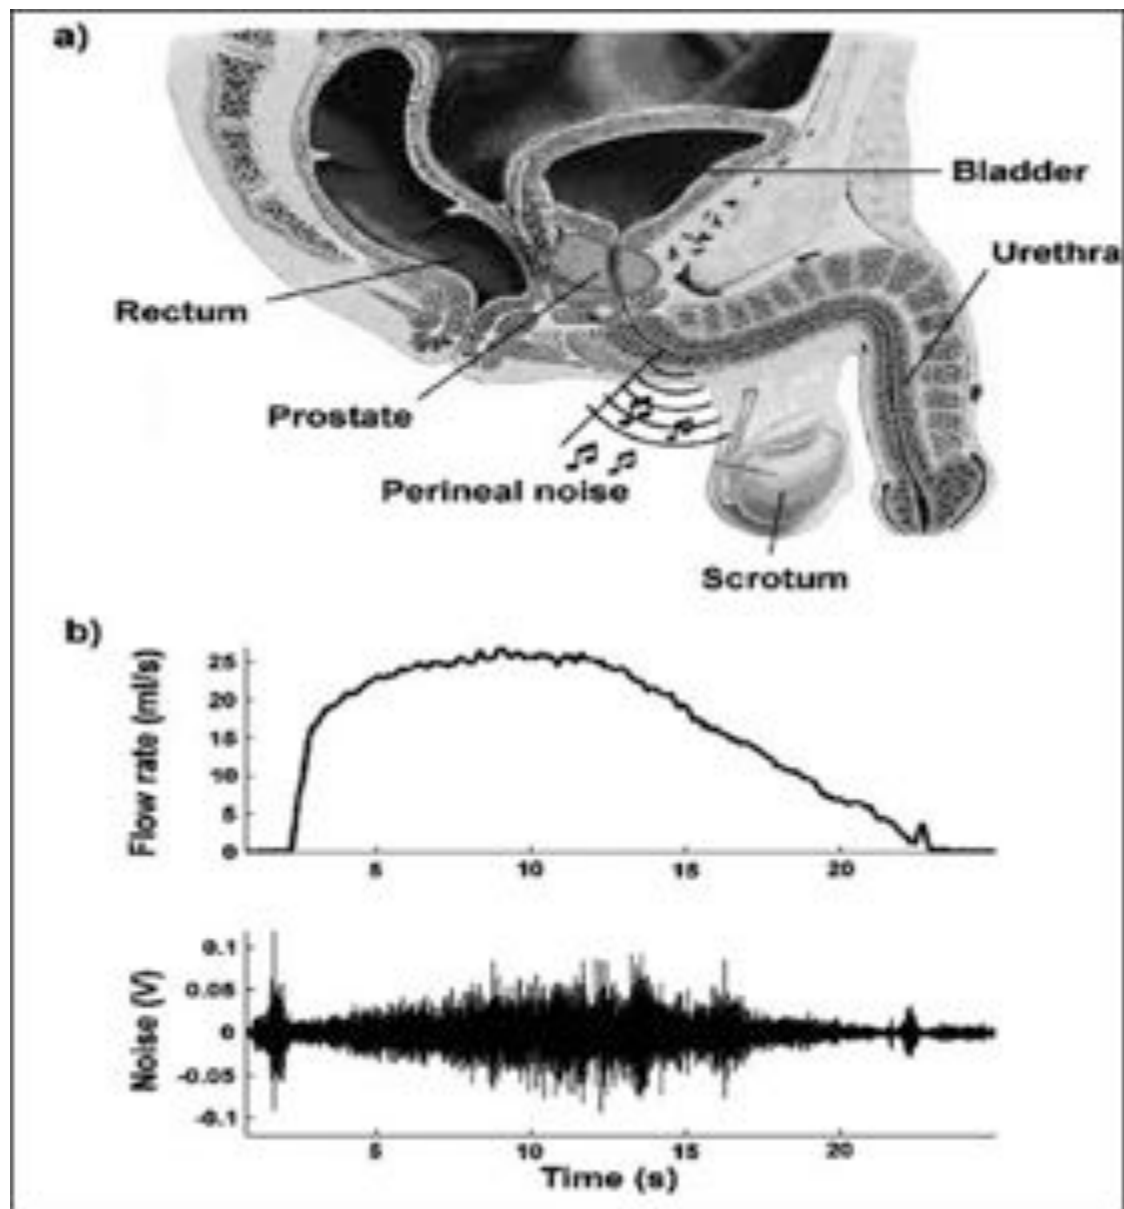 a)
Bladder
Urethra
Rectum
Prostate
Perineal noise
Scrotum
b)
Flow rate (ml/s)
25
20
15
10
5
0
5 10 15 20
Noise (V)
0.1
0.05
0
-0.05
-0.1
5 10 15 20
Time (s)